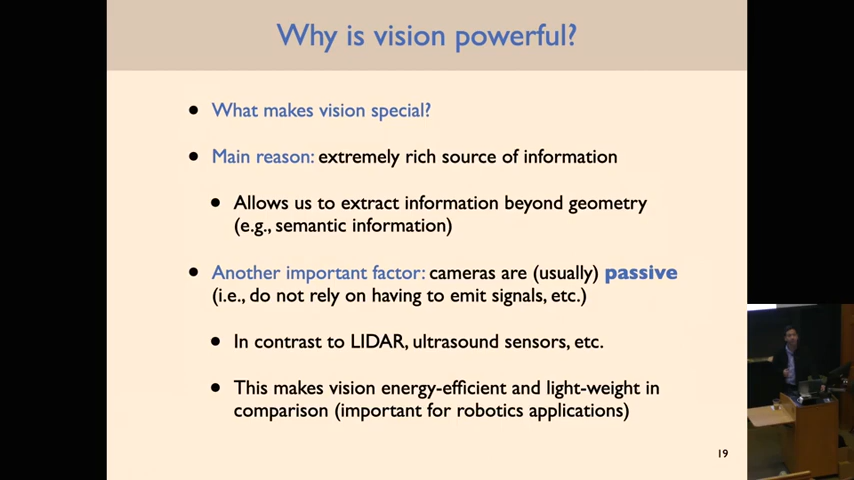 Why is vision powerful?
• What makes vision special?
• Main reason: extremely rich source of information
• Allows us to extract information beyond geometry
(e.g., semantic information)
• Another important factor: cameras are (usually) passive
(i.e., do not rely on having to emit signals, etc.)
• In contrast to LIDAR, ultrasound sensors, etc.
• This makes vision energy-efficient and light-weight in
comparison (important for robotics applications)
19